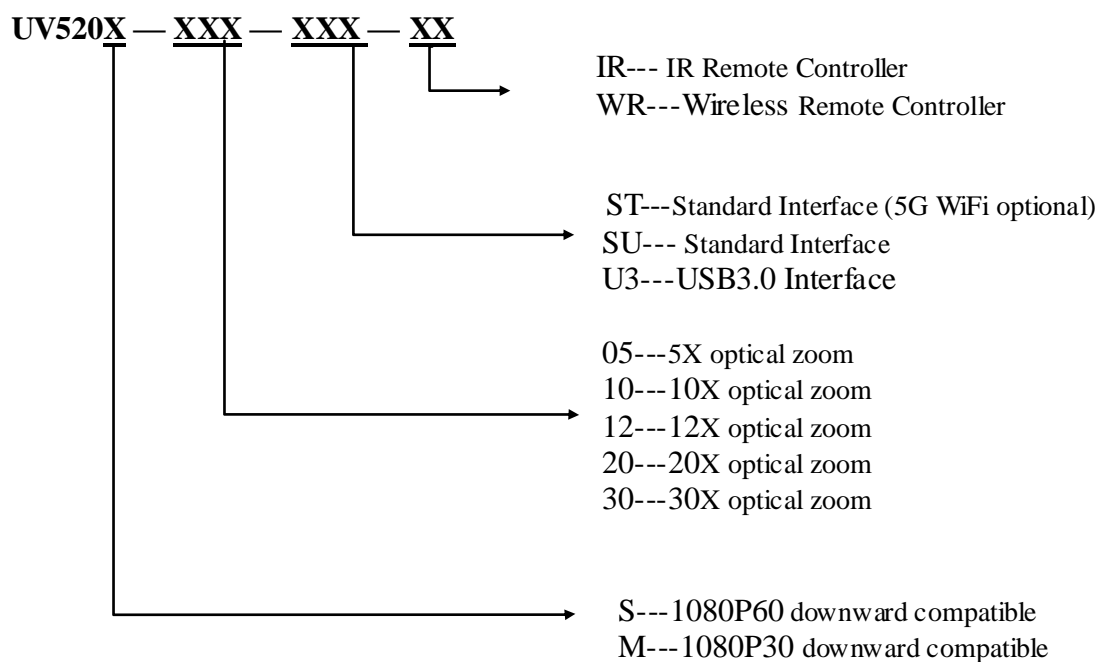 UV520X — XXX — XXX — XX
IR--- IR Remote Controller
WR---Wireless Remote Controller
ST---Standard Interface (5G WiFi optional)
SU--- Standard Interface
U3---USB3.0 Interface
05---5X optical zoom
10---10X optical zoom
12---12X optical zoom
20---20X optical zoom
30---30X optical zoom
S---1080P60 downward compatible
M---1080P30 downward compatible